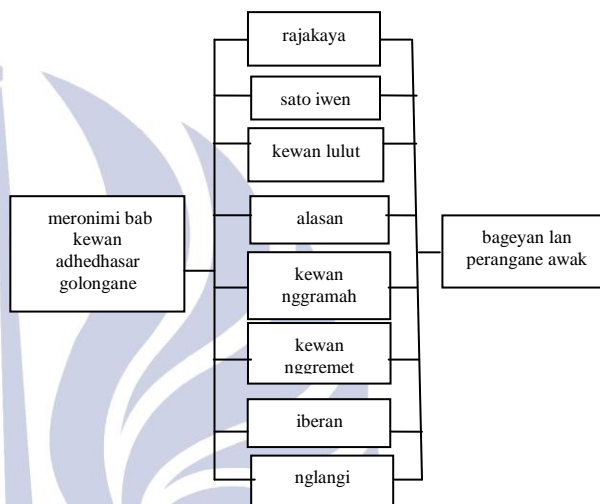 meronimi bab
kewan
adhedhasar
golongane
rajakaya
sato iwen
kewan lulut
alasan
kewan
nggramah
kewan
nggremet
iberan
nglangi
bageyan lan
perangane awak